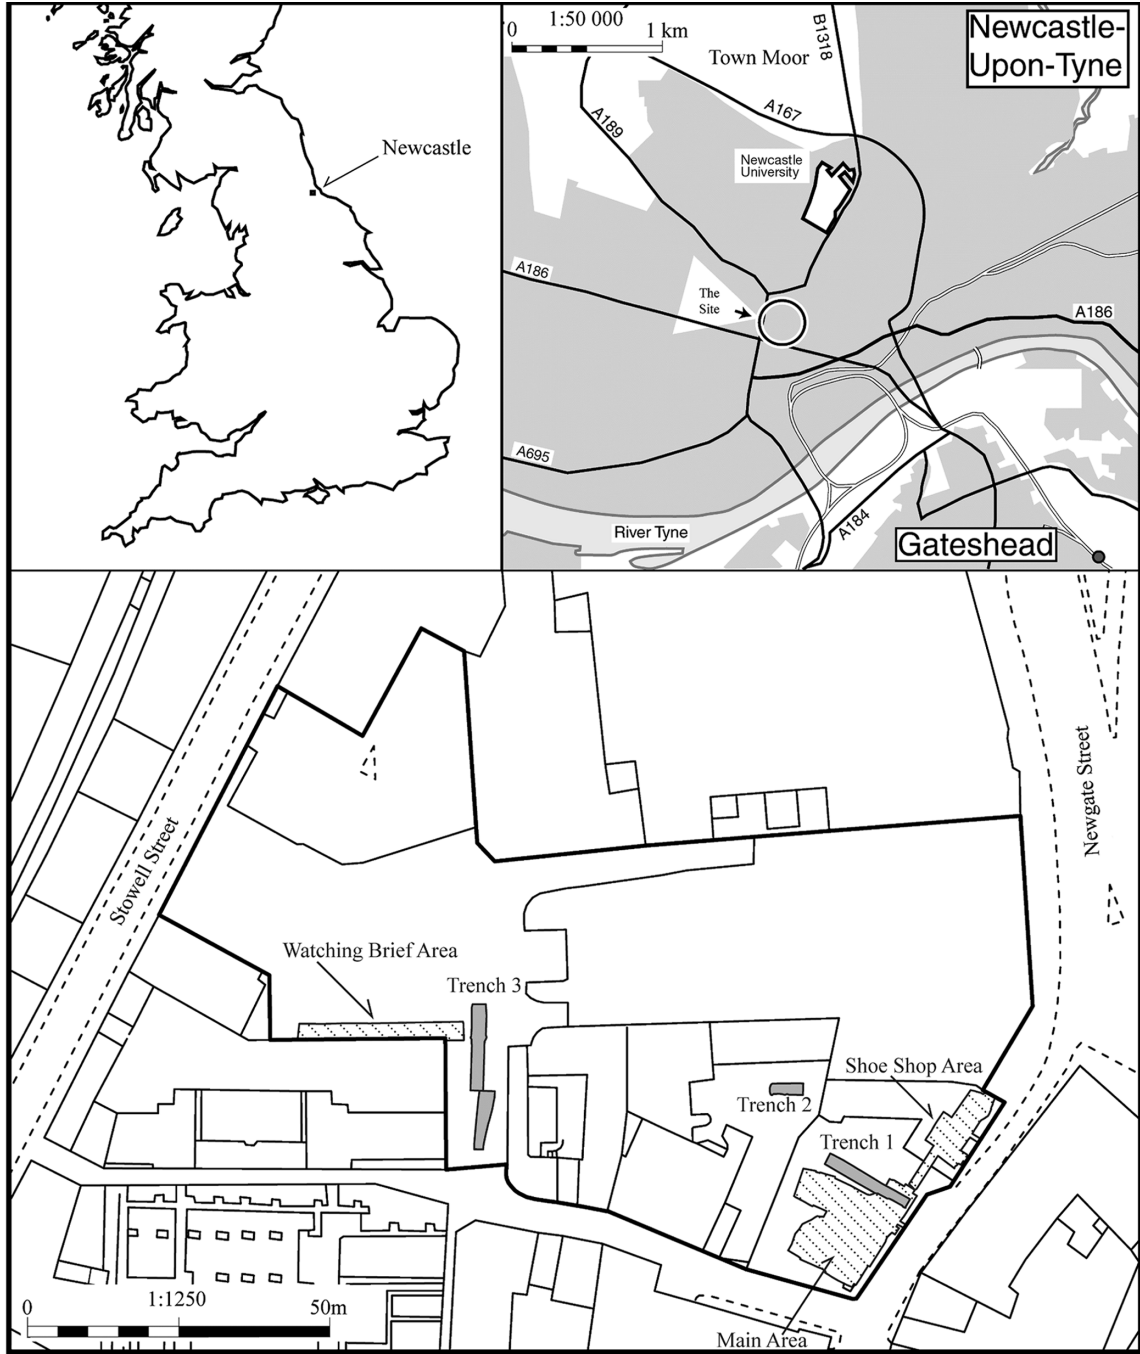 Newcastle
1:50 000
0
1 km
Town Moor
B1318
Newcastle-
Upon-Tyne
A189
A167
Newcastle
University
A186
The
Site
A186
A695
River Tyne
A184
Gateshead
Stowell Street
Newgate Street
Watching Brief Area
Trench 3
Shoe Shop Area
Trench 2
Trench 1
Main Area
0
1:1250
50m